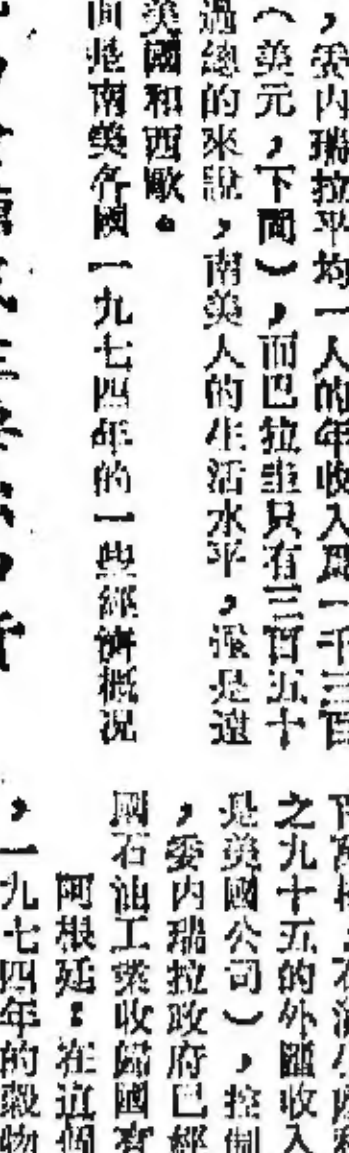 ，委内瑞拉平均一人的年收入爲一千三百
（美元，下同），而巴拉圭只有三百五十
過總的來說，南美人的生活水平，還是遠
美國和西歐。
面是南美各國一九七四年的一些經濟概况
之九十五的外匯收入
是美國公司），控制
，委内瑞拉政府已經
國石油工業收歸國有
阿根廷：在這個
，一九七四年的穀物